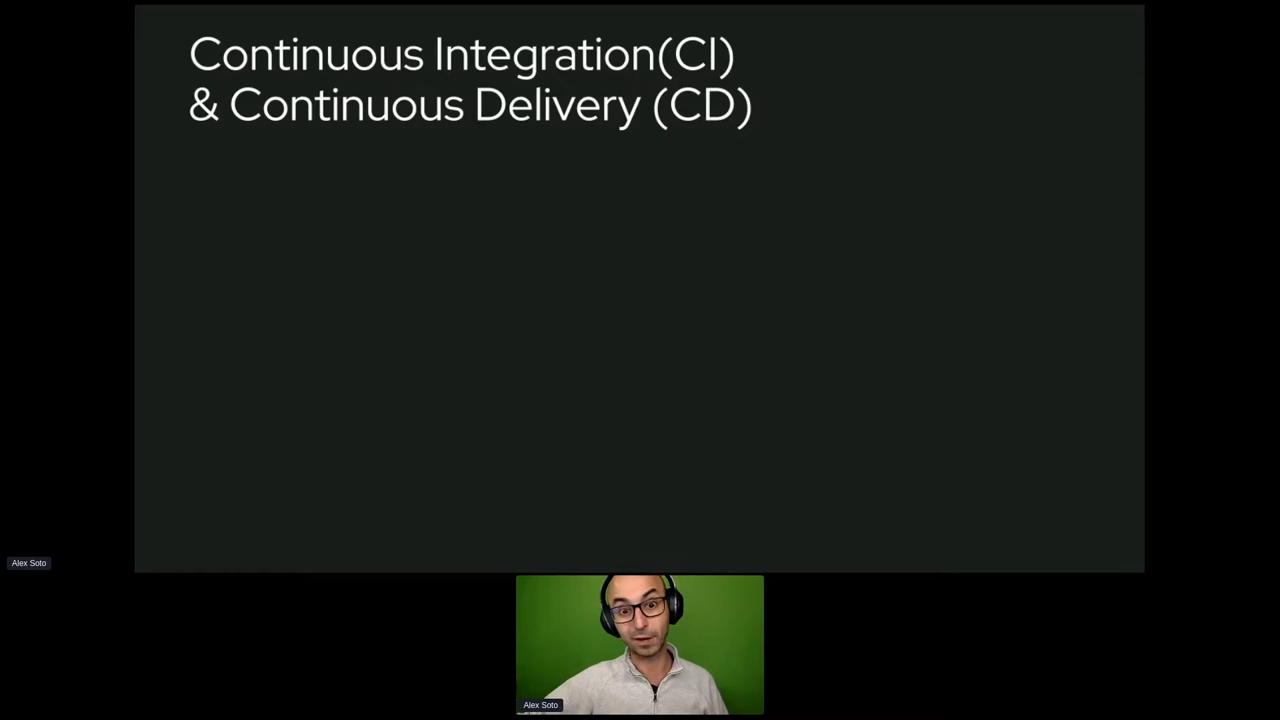 Continuous Integration(CI)
& Continuous Delivery (CD)
Alex Soto
Alex Soto